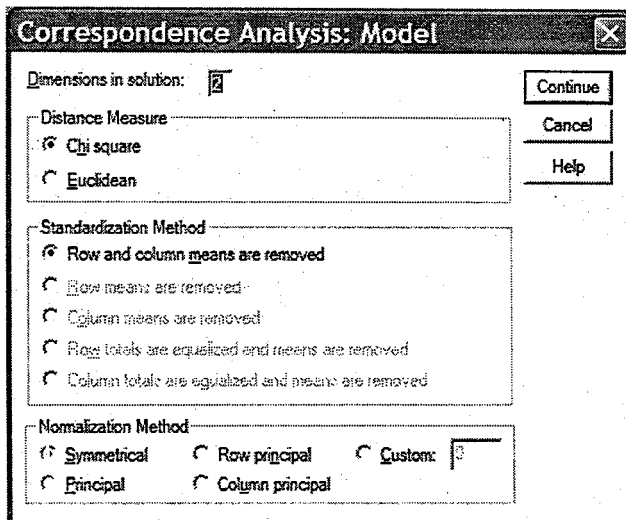 Correspondence Analysis: Model
Dimensions in solution: 2
Continue
Distance Measure
Cancel
Chi square
Help
Euclidean
Standardization Method
Row and column means are removed
Row means are removed
Column means are removed
Row totals are equalized and means are removed
Column totals are equalized and means are removed
Normalization Method
Symmetrical Row principal Custom:
Principal Column principal